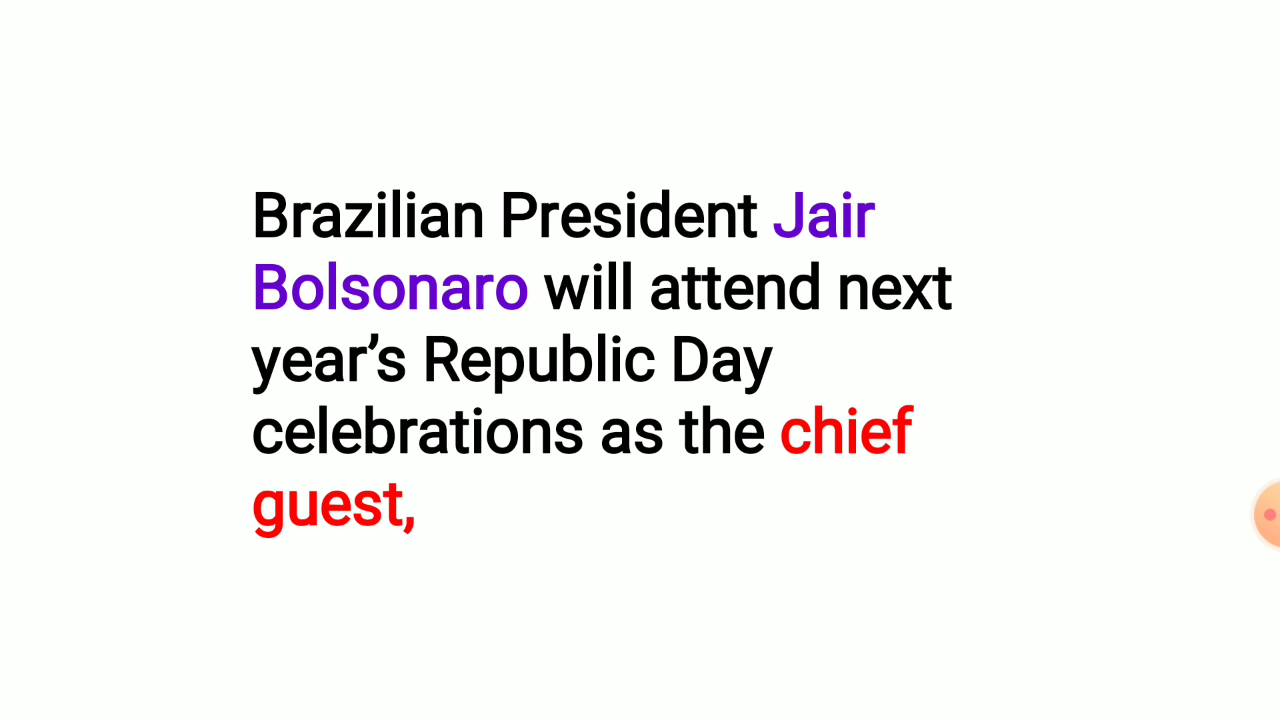 Brazilian President Jair
Bolsonaro will attend next
year’s Republic Day
celebrations as the chief
guest,